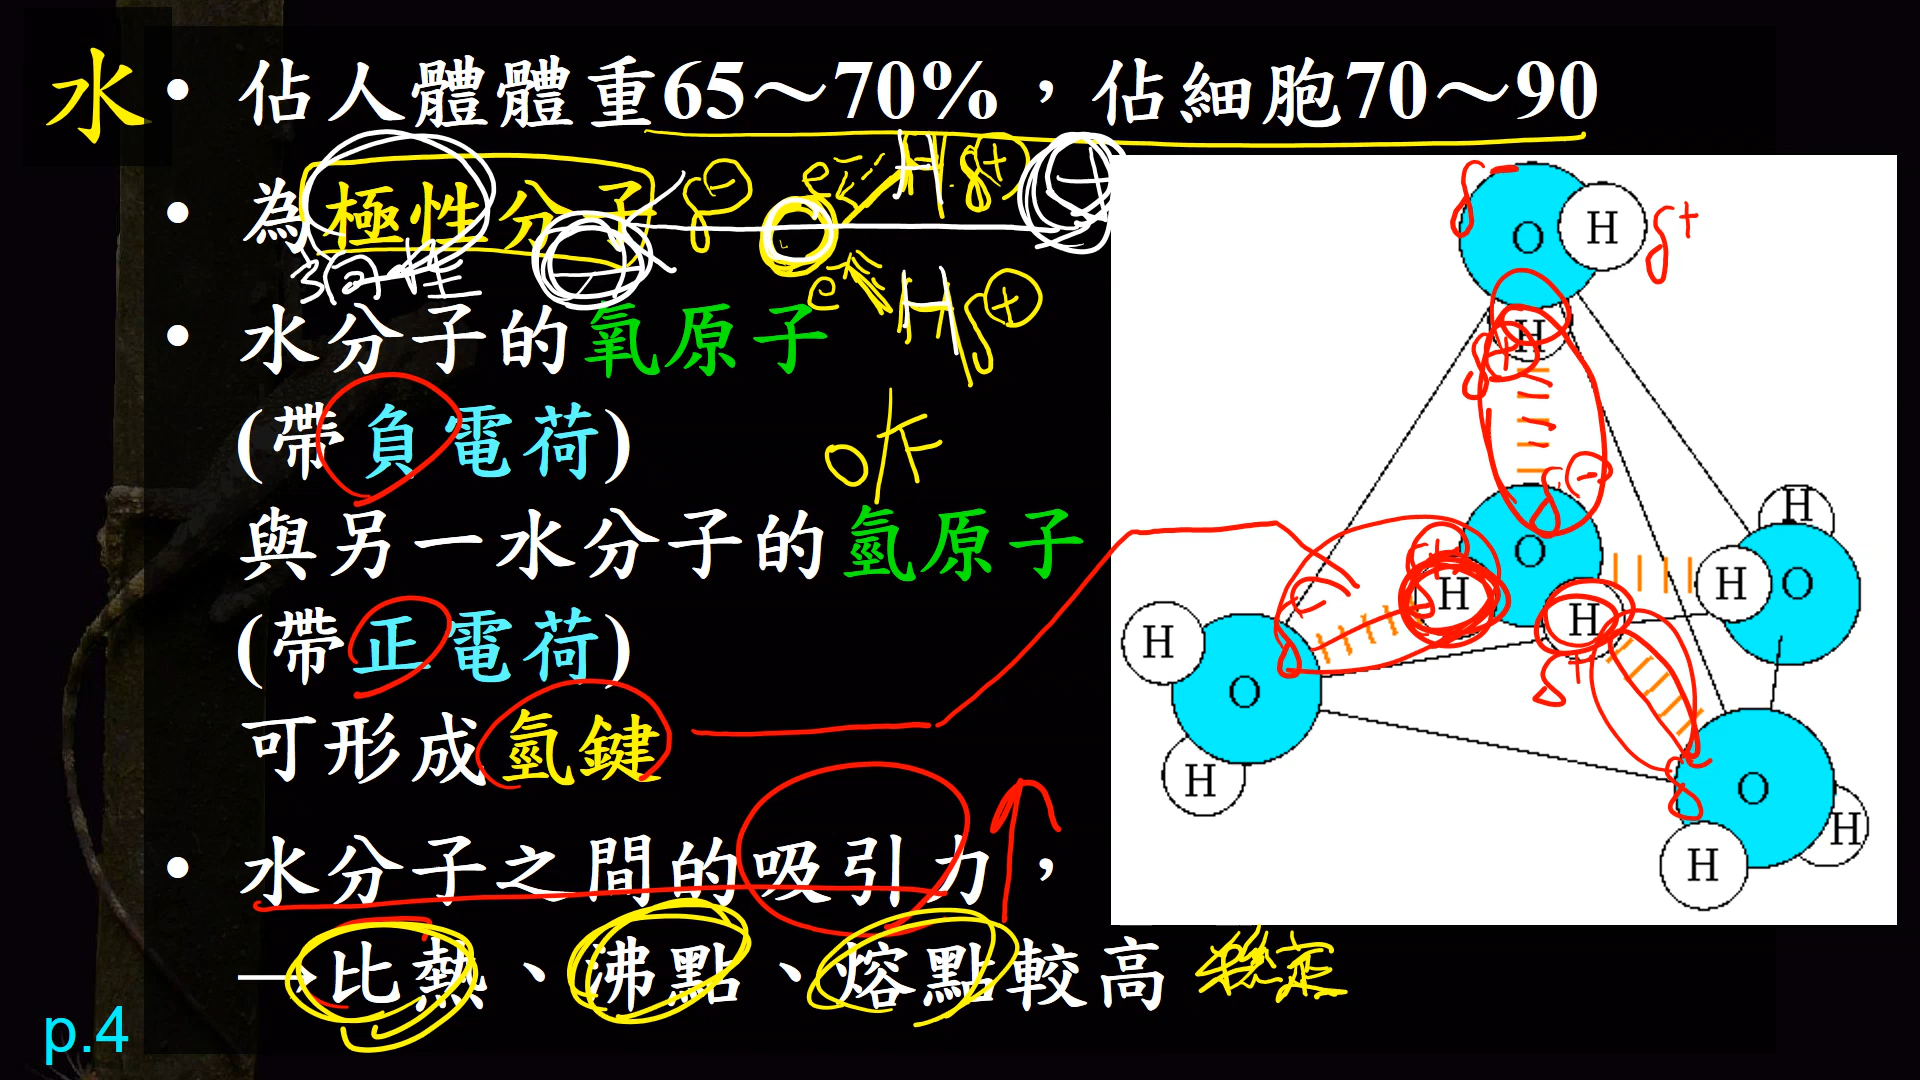 水
• 佔人體體重65～70%，佔細胞70～90
• 為極性分子
δ⊖ e⁻ H δ⊕
e⁻ H δ⊕
• 水分子的氧原子
(帶負電荷)
與另一水分子的氫原子
(帶正電荷)
可形成氫鍵
• 水分子之間的吸引力，
→比熱、沸點、熔點較高 穩定
p.4
O H δ+
H
δ+
δ⊖
O
δ+
H
H
δ+
H
H O
H
O
H
O
H
H